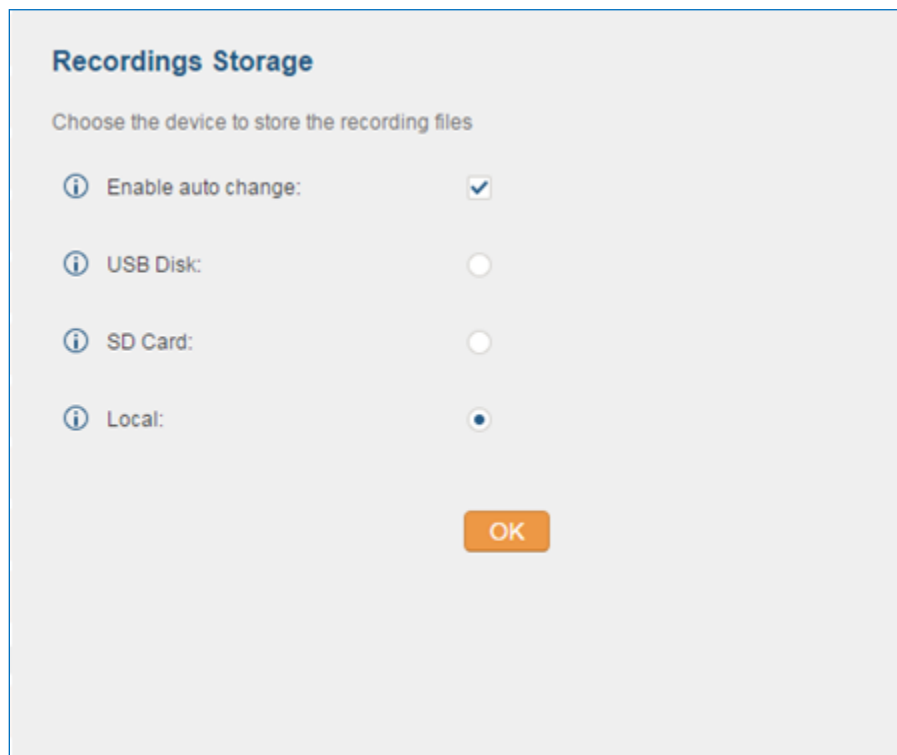 Recordings Storage
Choose the device to store the recording files
Enable auto change:
USB Disk:
SD Card:
Local:
OK